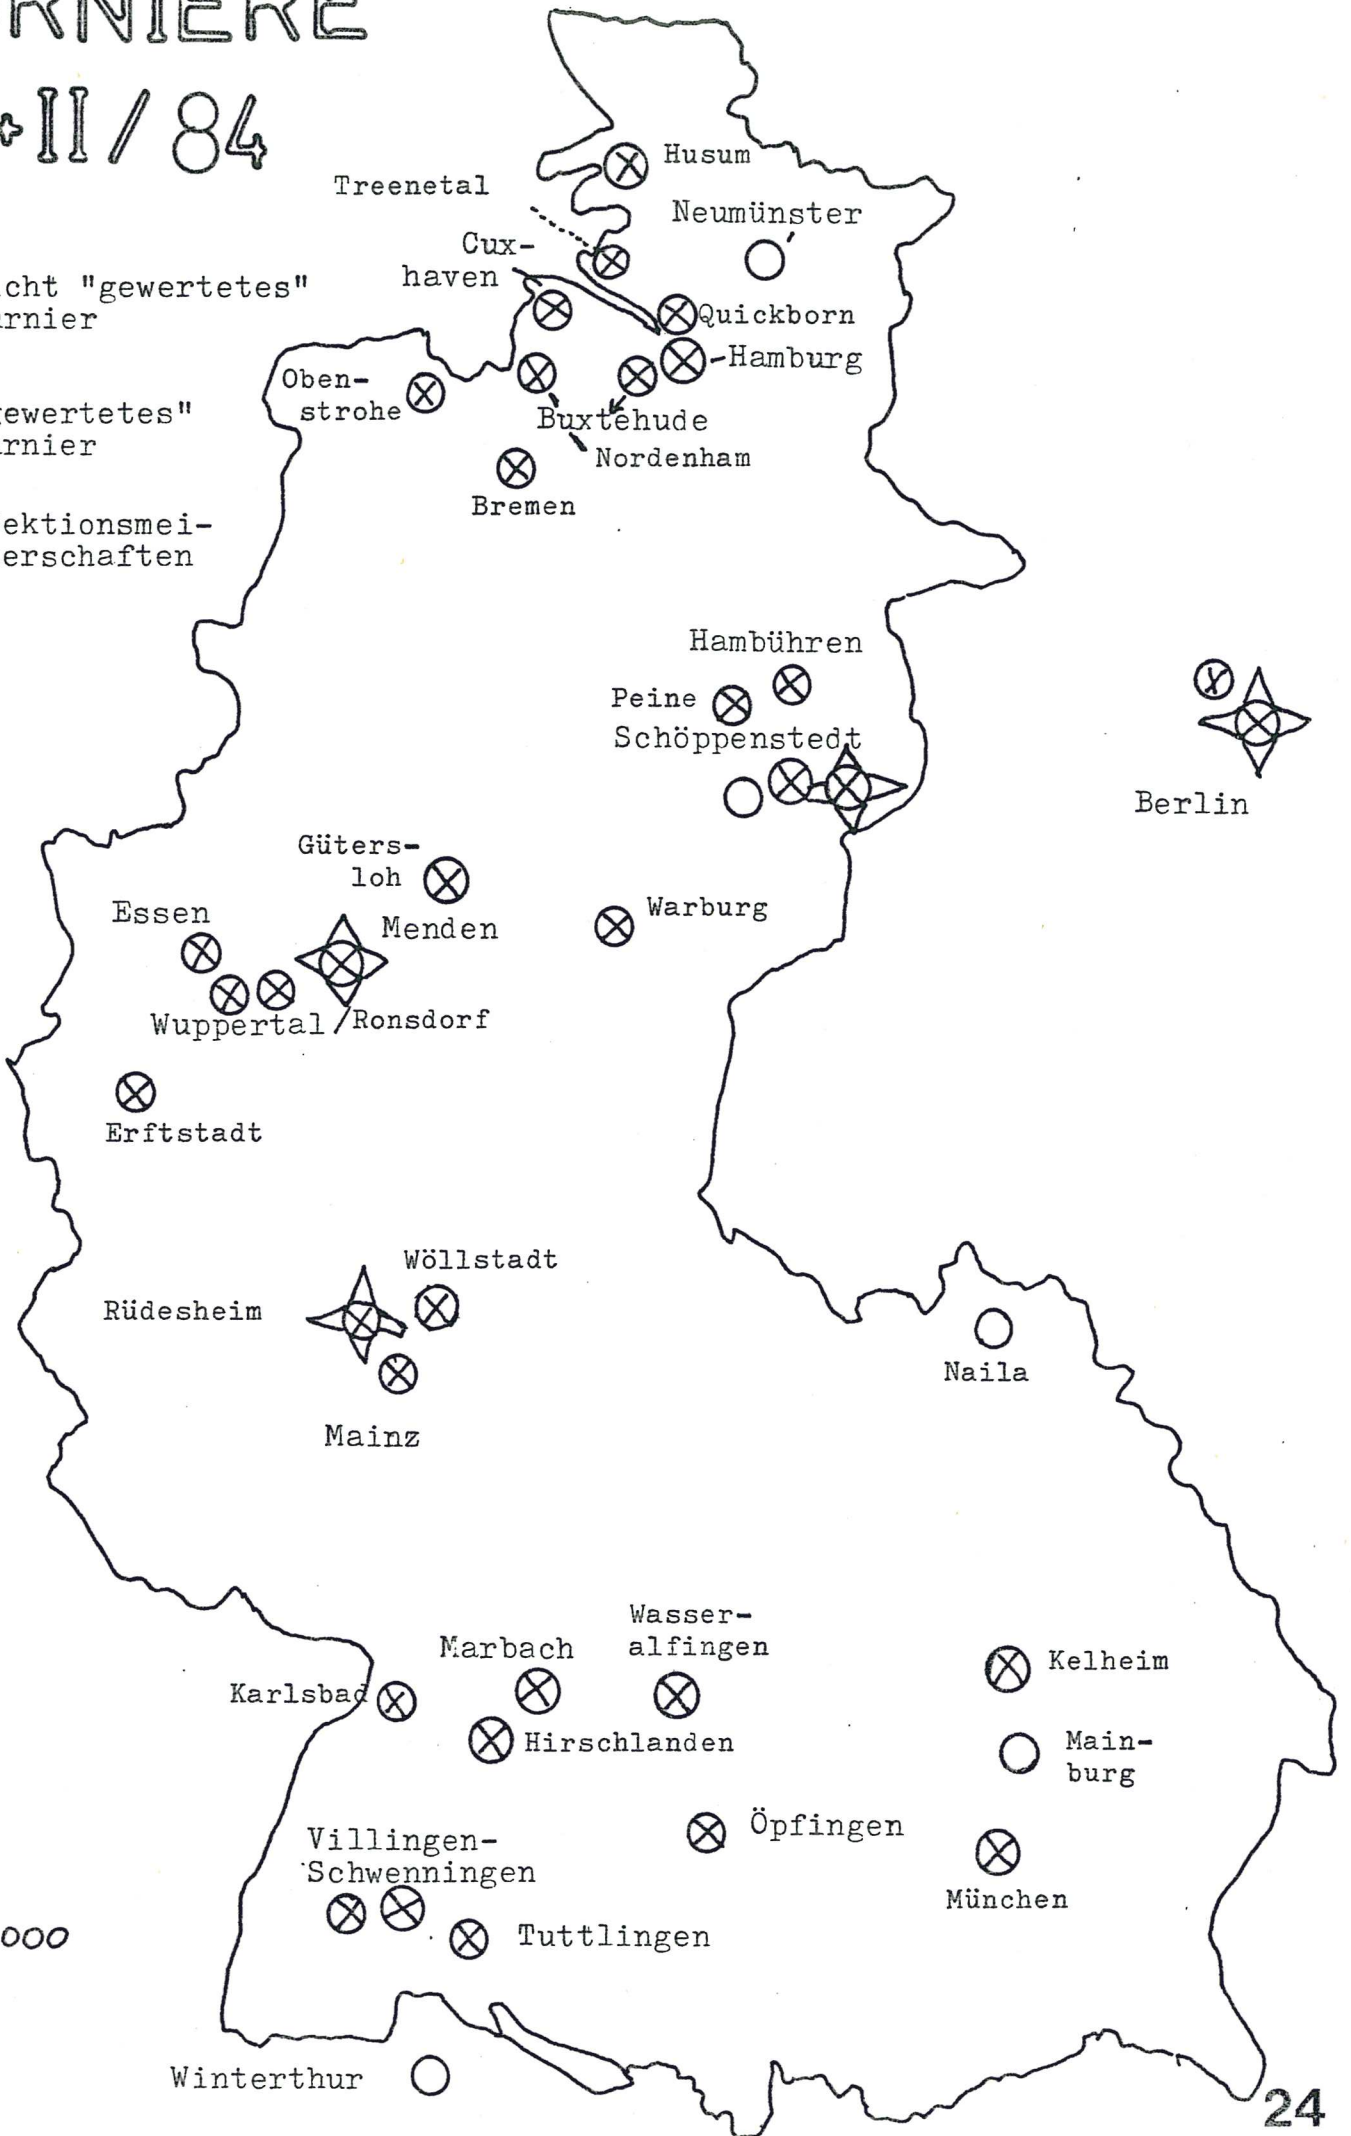 RNIERE
+II/84
Husum
Treenetal
Neumünster
Cux-
haven
cht "gewertetes"
rnier
Quickborn
Hamburg
Oben-
strohe
ewertetes"
rnier
Buxtehude
Nordenham
Bremen
ektionsmei-
erschaften
Hambühren
Peine
Schöppenstedt
Berlin
Güters-
loh
Essen
Menden
Warburg
Wuppertal/Ronsdorf
Erftstadt
Wöllstadt
Rüdesheim
Naila
Mainz
Wasser-
alfingen
Marbach
Kelheim
Karlsbad
Hirschlanden
Main-
burg
Öpfingen
Villingen-
Schwenningen
München
000
Tuttlingen
Winterthur
24